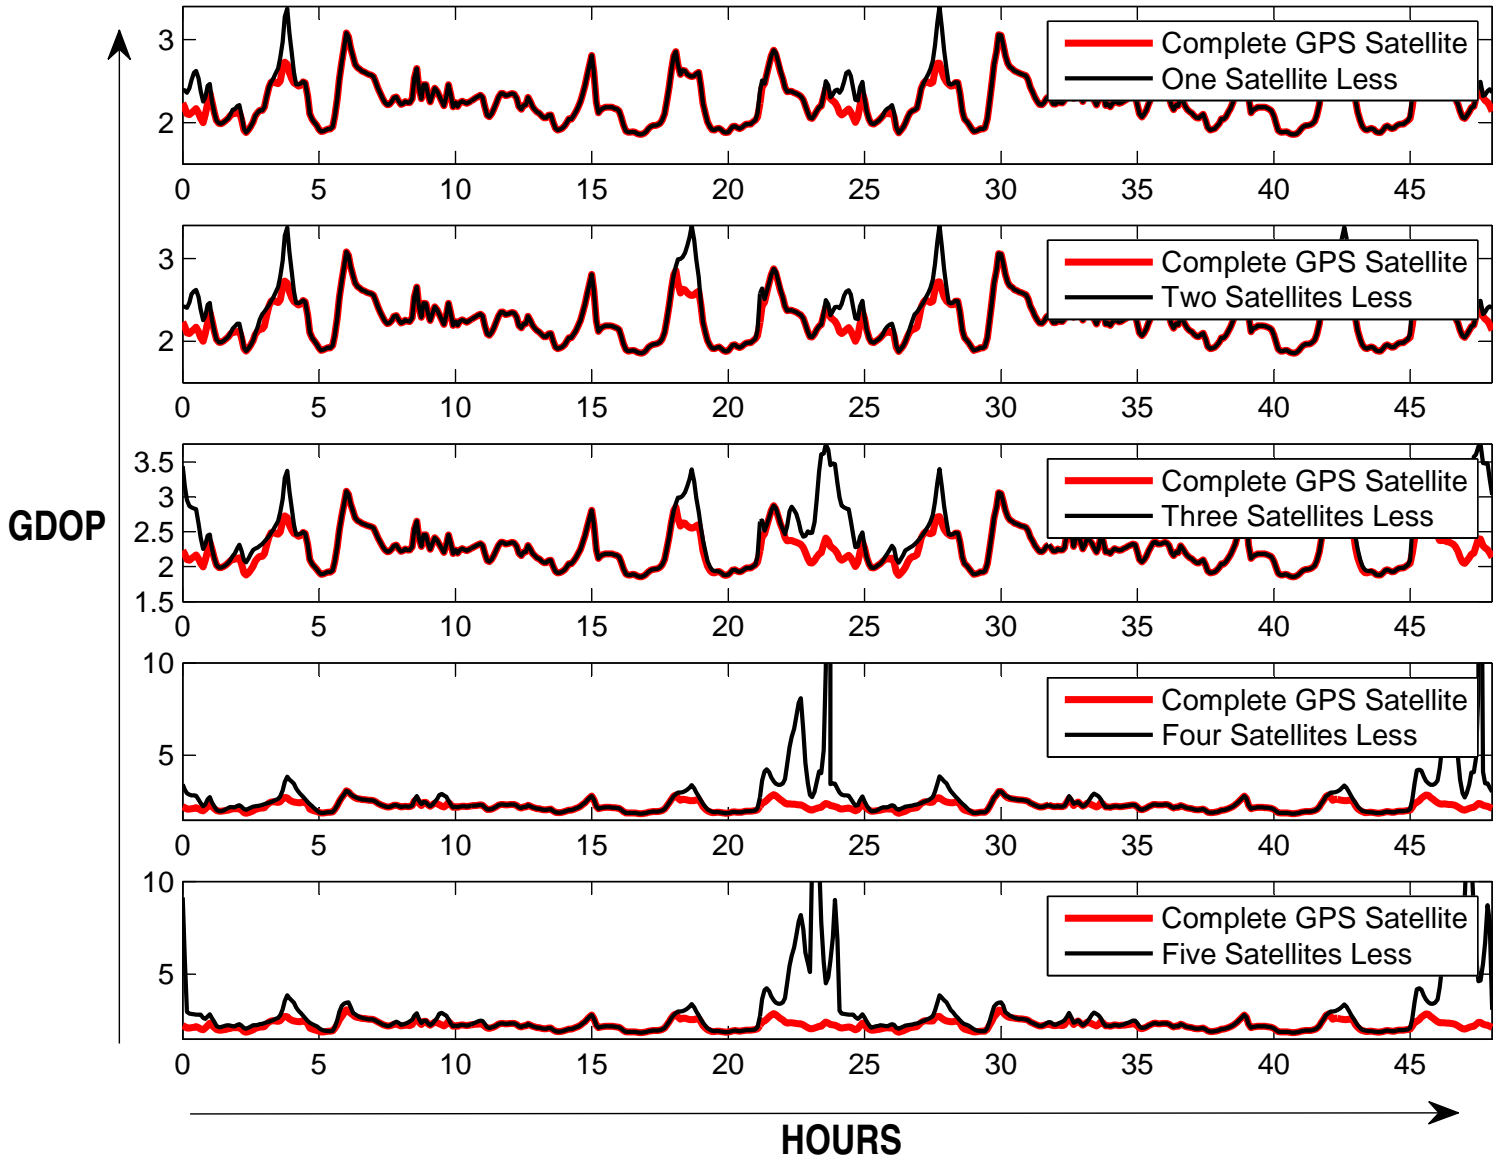 3
2
Complete GPS Satellite
One Satellite Less
0 5 10 15 20 25 30 35 40 45
3
2
Complete GPS Satellite
Two Satellites Less
0 5 10 15 20 25 30 35 40 45
GDOP
3.5
3
2.5
2
1.5
Complete GPS Satellite
Three Satellites Less
0 5 10 15 20 25 30 35 40 45
10
5
Complete GPS Satellite
Four Satellites Less
0 5 10 15 20 25 30 35 40 45
10
5
Complete GPS Satellite
Five Satellites Less
0 5 10 15 20 25 30 35 40 45
HOURS